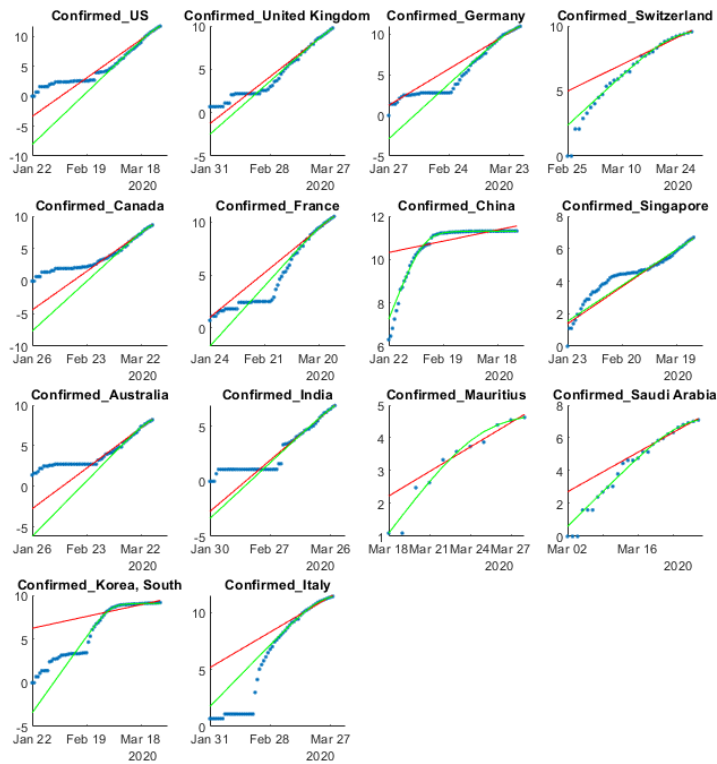 Confirmed_US
10
5
0
-5
-10
Jan 22 Feb 19 Mar 18
2020
Confirmed_United Kingdom
10
5
0
-5
Jan 31 Feb 28 Mar 27
2020
Confirmed_Germany
10
5
0
-5
Jan 27 Feb 24 Mar 23
2020
Confirmed_Switzerland
10
5
0
Feb 25 Mar 10 Mar 24
2020
Confirmed_Canada
10
5
0
-5
-10
Jan 26 Feb 23 Mar 22
2020
Confirmed_France
10
5
0
Jan 24 Feb 21 Mar 20
2020
Confirmed_China
12
10
8
6
Jan 22 Feb 19 Mar 18
2020
Confirmed_Singapore
8
6
4
2
0
Jan 23 Feb 20 Mar 19
2020
Confirmed_Australia
10
5
0
-5
Jan 26 Feb 23 Mar 22
2020
Confirmed_India
5
0
-5
Jan 30 Feb 27 Mar 26
2020
Confirmed_Mauritius
5
4
3
2
1
Mar 18 Mar 21 Mar 24 Mar 27
2020
Confirmed_Saudi Arabia
8
6
4
2
0
Mar 02 Mar 16
2020
Confirmed_Korea, South
10
5
0
-5
Jan 22 Feb 19 Mar 18
2020
Confirmed_Italy
10
5
0
Jan 31 Feb 28 Mar 27
2020